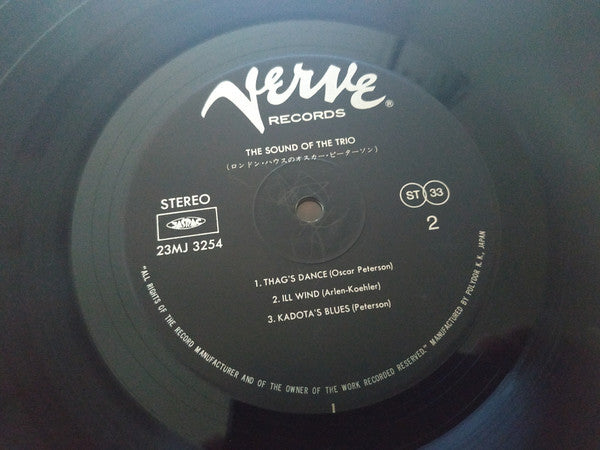 Verve®
RECORDS
THE SOUND OF THE TRIO
(ロンドン・ハウスのオスカー・ピーターソン)
STEREO
JASRAC
23MJ 3254
ST 33
2
1. THAG'S DANCE (Oscar Peterson)
2. ILL WIND (Arlen-Koehler)
3. KADOTA'S BLUES (Peterson)
"ALL RIGHTS OF THE RECORD MANUFACTURER AND OF THE OWNER OF THE WORK RECORDED RESERVED." MANUFACTURED BY POLYDOR K. K., JAPAN
I